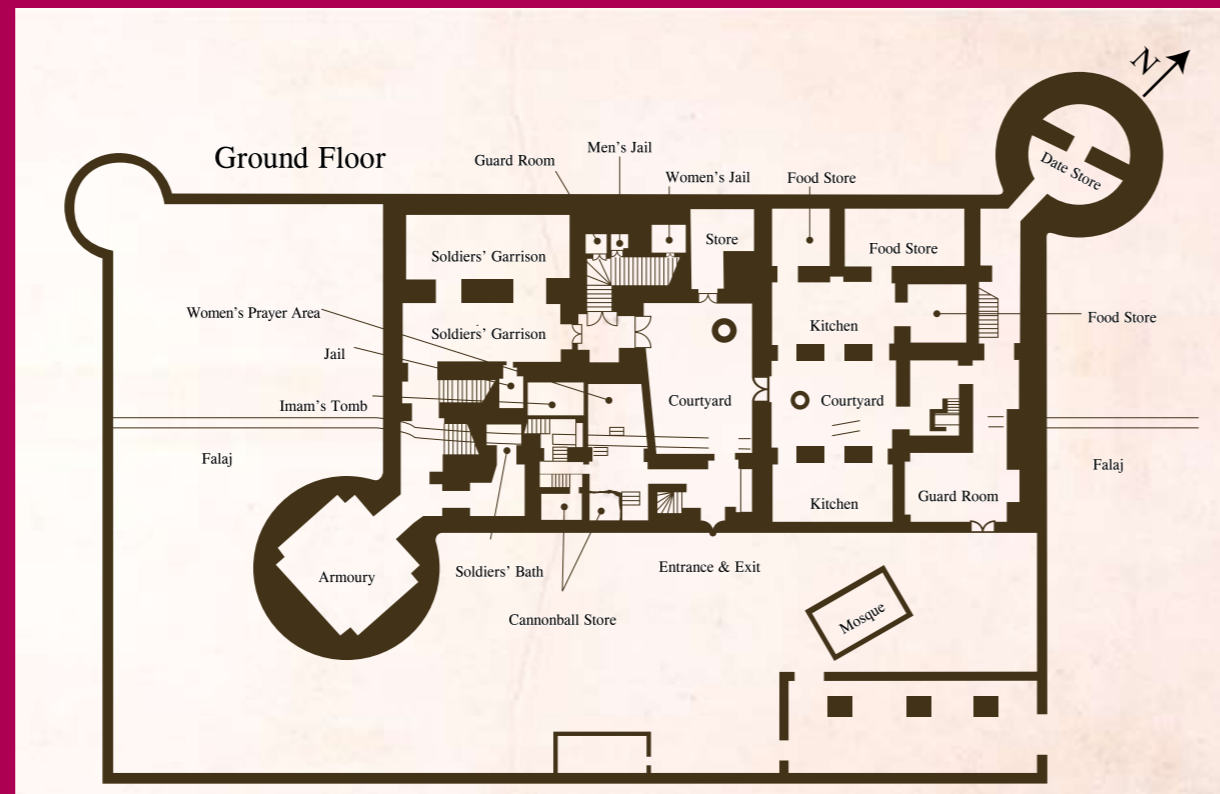 N
Ground Floor
Men's Jail
Guard Room
Women's Jail
Food Store
Date Store
Store
Food Store
Soldiers' Garrison
Women's Prayer Area
Soldiers' Garrison
Kitchen
Food Store
Jail
Imam's Tomb
Courtyard
Courtyard
Falaj
Falaj
Kitchen
Guard Room
Armoury
Soldiers' Bath
Entrance & Exit
Cannonball Store
Mosque